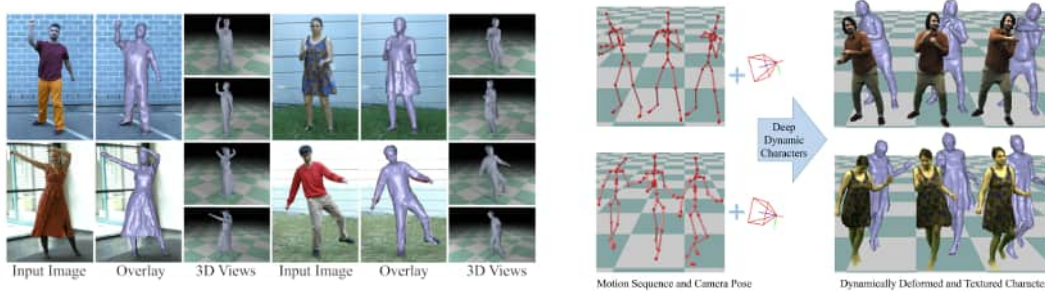 Input Image Overlay 3D Views Input Image Overlay 3D Views
Deep
Dynamic
Characters
Motion Sequence and Camera Pose Dynamically Deformed and Textured Character